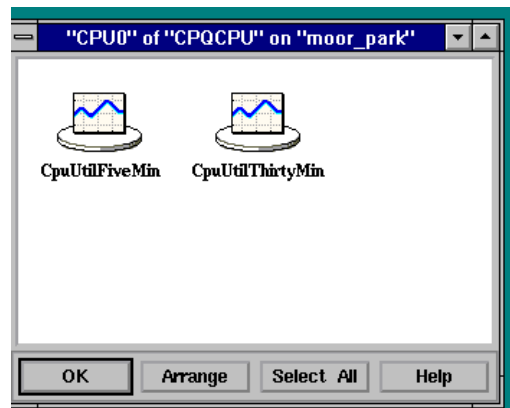 "CPU0" of "CPQCPU" on "moor_park"
CpuUtilFiveMin CpuUtilThirtyMin
OK Arrange Select All Help